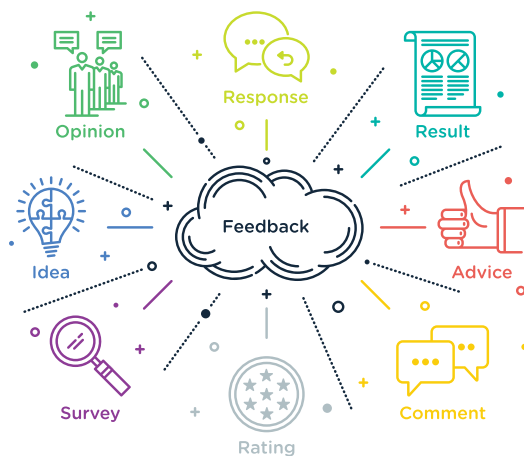 Response
Opinion
Result
Feedback
Idea
Advice
Survey
Comment
Rating